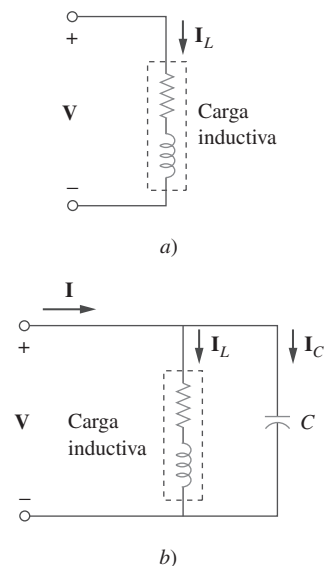 +
I_L
V
Carga
inductiva
−
a)
I
+
I_L
I_C
V
Carga
inductiva
C
−
b)